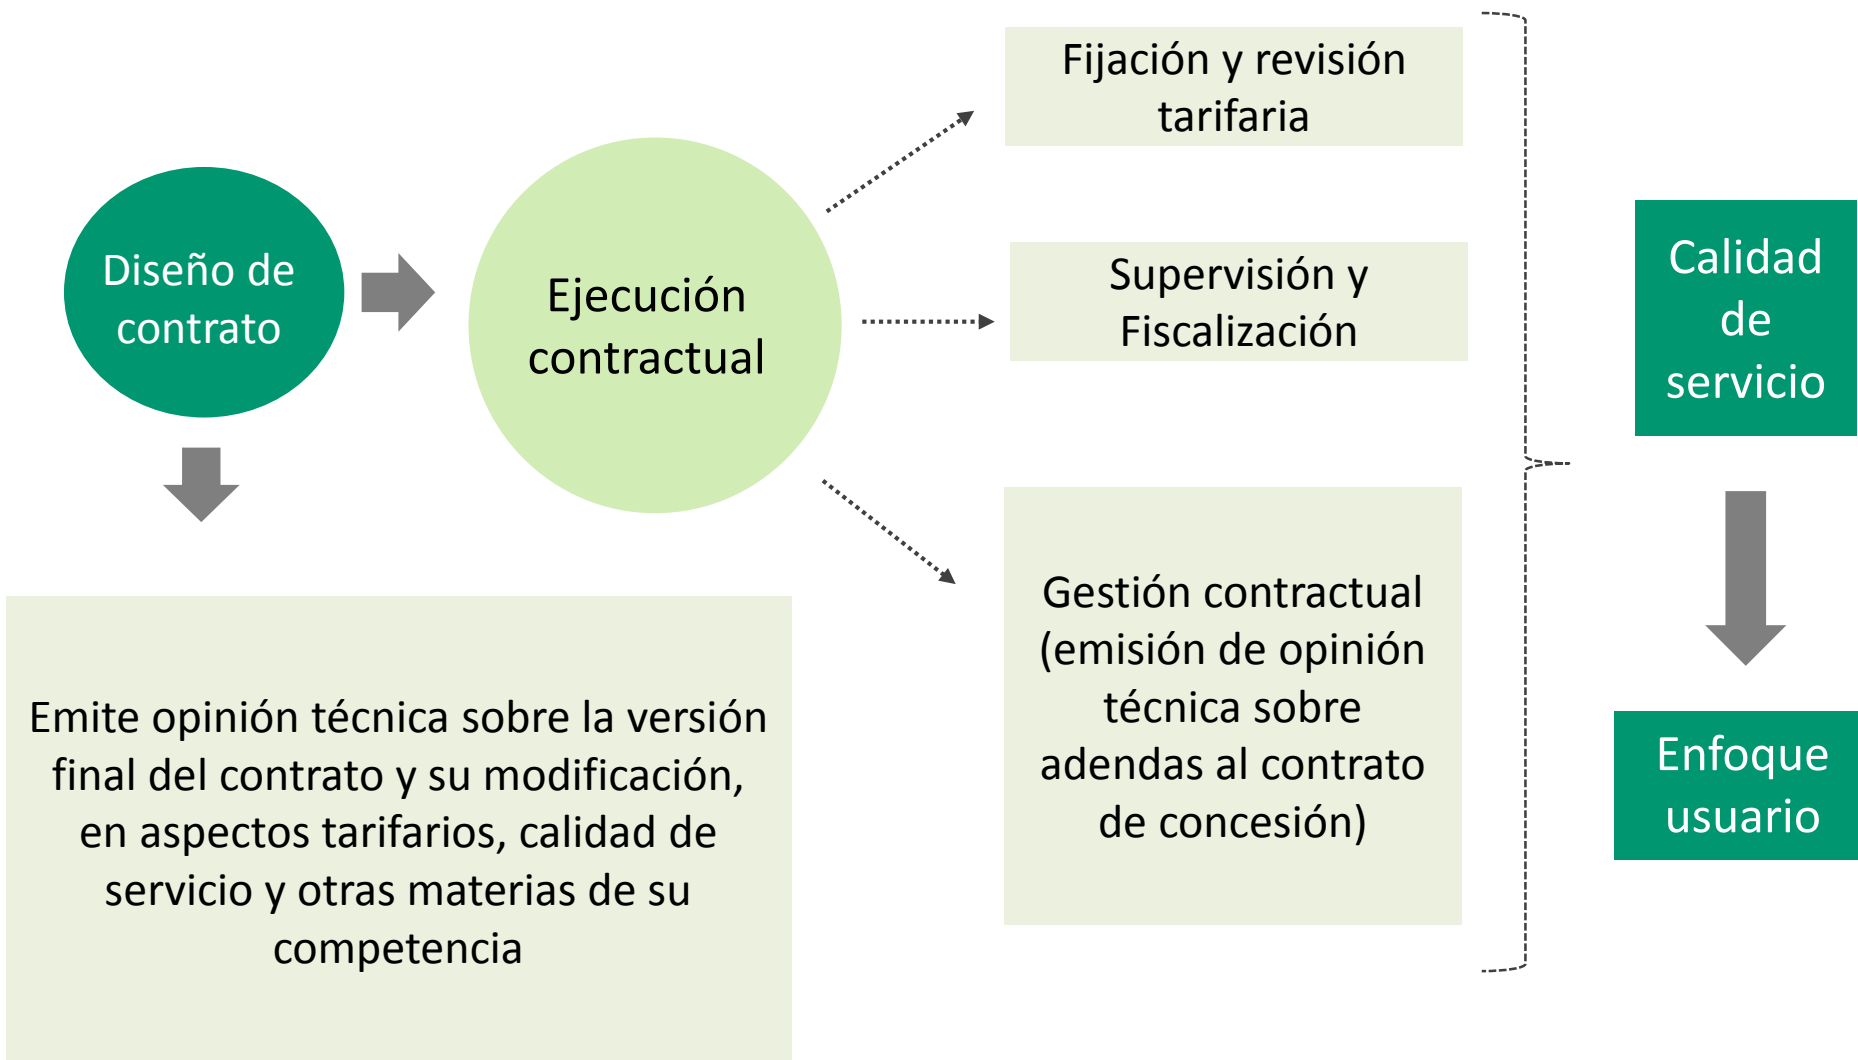 Diseño de
contrato
Emite opinión técnica sobre la versión
final del contrato y su modificación,
en aspectos tarifarios, calidad de
servicio y otras materias de su
competencia
Ejecución
contractual
Fijación y revisión
tarifaria
Supervisión y
Fiscalización
Gestión contractual
(emisión de opinión
técnica sobre
adendas al contrato
de concesión)
Calidad
de
servicio
Enfoque
usuario